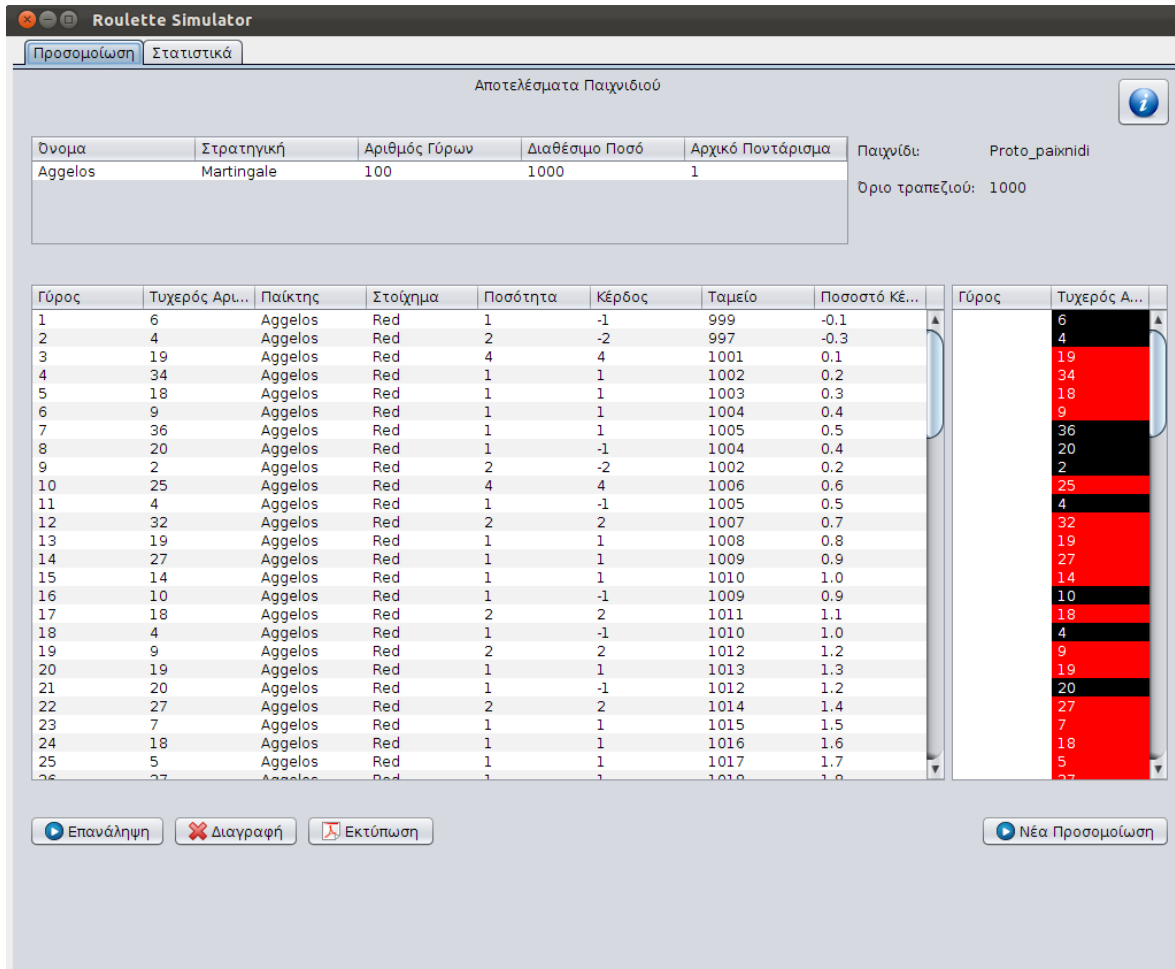 Roulette Simulator
Προσομοίωση Στατιστικά
Αποτελέσματα Παιχνιδιού
Όνομα Στρατηγική Αριθμός Γύρων Διαθέσιμο Ποσό Αρχικό Ποντάρισμα
Aggelos Martingale 100 1000 1
Παιχνίδι: Proto_paixnidi
Όριο τραπεζιού: 1000
Γύρος Τυχερός Αρι... Παίκτης Στοίχημα Ποσότητα Κέρδος Ταμείο Ποσοστό Κέ... Γύρος Τυχερός Α...
1 6 Aggelos Red 1 -1 999 -0.1 6
2 4 Aggelos Red 2 -2 997 -0.3 4
3 19 Aggelos Red 4 4 1001 0.1 19
4 34 Aggelos Red 1 1 1002 0.2 34
5 18 Aggelos Red 1 1 1003 0.3 18
6 9 Aggelos Red 1 1 1004 0.4 9
7 36 Aggelos Red 1 1 1005 0.5 36
8 20 Aggelos Red 1 -1 1004 0.4 20
9 2 Aggelos Red 2 -2 1002 0.2 2
10 25 Aggelos Red 4 4 1006 0.6 25
11 4 Aggelos Red 1 -1 1005 0.5 4
12 32 Aggelos Red 2 2 1007 0.7 32
13 19 Aggelos Red 1 1 1008 0.8 19
14 27 Aggelos Red 1 1 1009 0.9 27
15 14 Aggelos Red 1 1 1010 1.0 14
16 10 Aggelos Red 1 -1 1009 0.9 10
17 18 Aggelos Red 2 2 1011 1.1 18
18 4 Aggelos Red 1 -1 1010 1.0 4
19 9 Aggelos Red 2 2 1012 1.2 9
20 19 Aggelos Red 1 1 1013 1.3 19
21 20 Aggelos Red 1 -1 1012 1.2 20
22 27 Aggelos Red 2 2 1014 1.4 27
23 7 Aggelos Red 1 1 1015 1.5 7
24 18 Aggelos Red 1 1 1016 1.6 18
25 5 Aggelos Red 1 1 1017 1.7 5
26 27 Aggelos Red 1 1 1018 1.8 27
Επανάληψη Διαγραφή Εκτύπωση Νέα Προσομοίωση